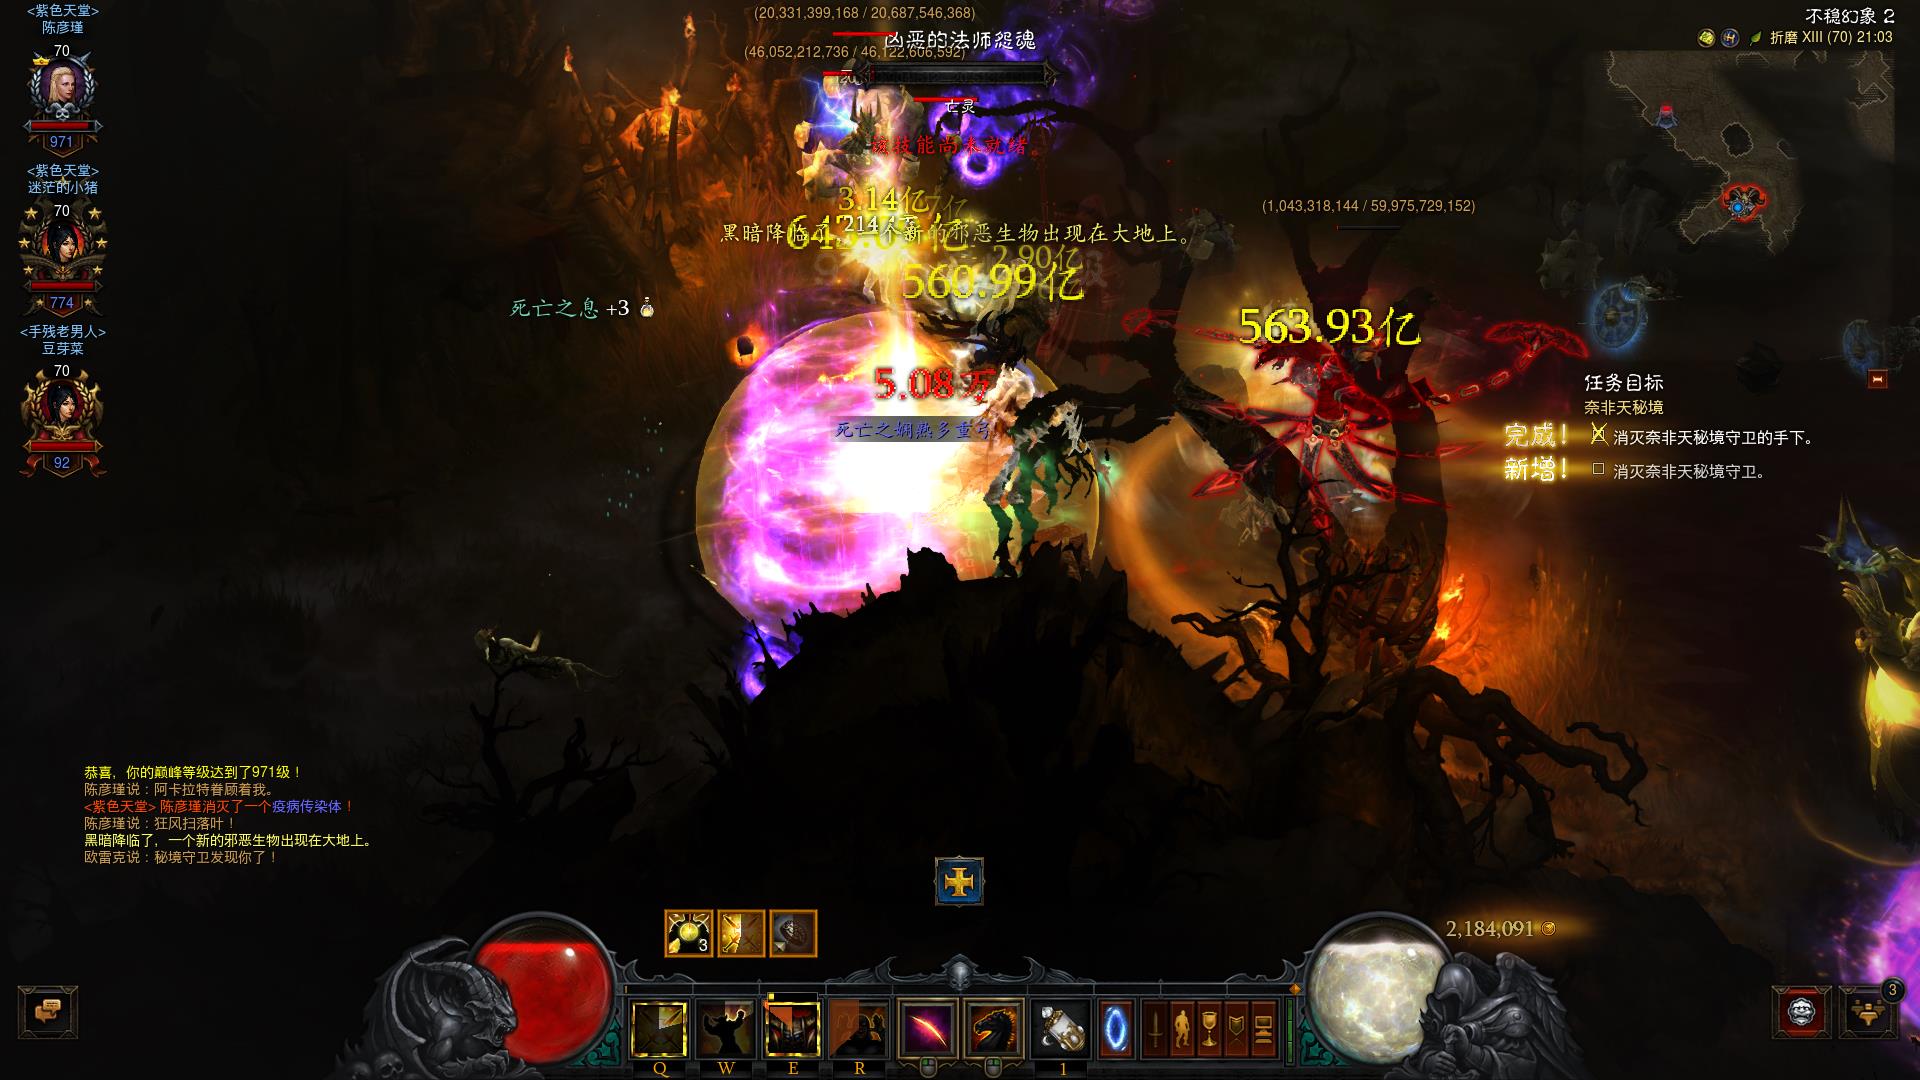 <紫色天堂>
陈彦瑾
70
971
<紫色天堂>
迷茫的小猪
70
774
<手残老男人>
豆芽菜
70
92
(20,331,399,168 / 20,687,546,368)
凶恶的法师怨魂
(46,052,212,736 / 46,122,606,592)
亡灵
该技能尚未就绪。
3.14亿
黑暗降临了，一个新的邪恶生物出现在大地上。
2.90亿
560.99亿
死亡之息 +3
(1,043,318,144 / 59,975,729,152)
563.93亿
5.08万
死亡之娴熟多重弓
不稳幻象 2
折磨 XIII (70) 21:03
任务目标
奈非天秘境
完成！ 消灭奈非天秘境守卫的手下。
新增！ 消灭奈非天秘境守卫。
恭喜，你的巅峰等级达到了971级！
陈彦瑾说：阿卡拉特眷顾着我。
<紫色天堂> 陈彦瑾消灭了一个疫病传染体！
陈彦瑾说：狂风扫落叶！
黑暗降临了，一个新的邪恶生物出现在大地上。
欧雷克说：秘境守卫发现你了！
3
2,184,091
Q W E R 1
3